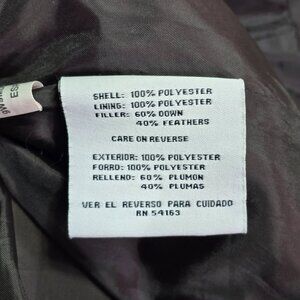 SHELL: 100% POLYESTER
LINING: 100% POLYESTER
FILLER: 60% DOWN
40% FEATHERS
CARE ON REVERSE
EXTERIOR: 100% POLYESTER
FORRO: 100% POLYESTER
RELLENO: 60% PLUMON
40% PLUMAS
VER EL REVERSO PARA CUIDADO
RN 54163